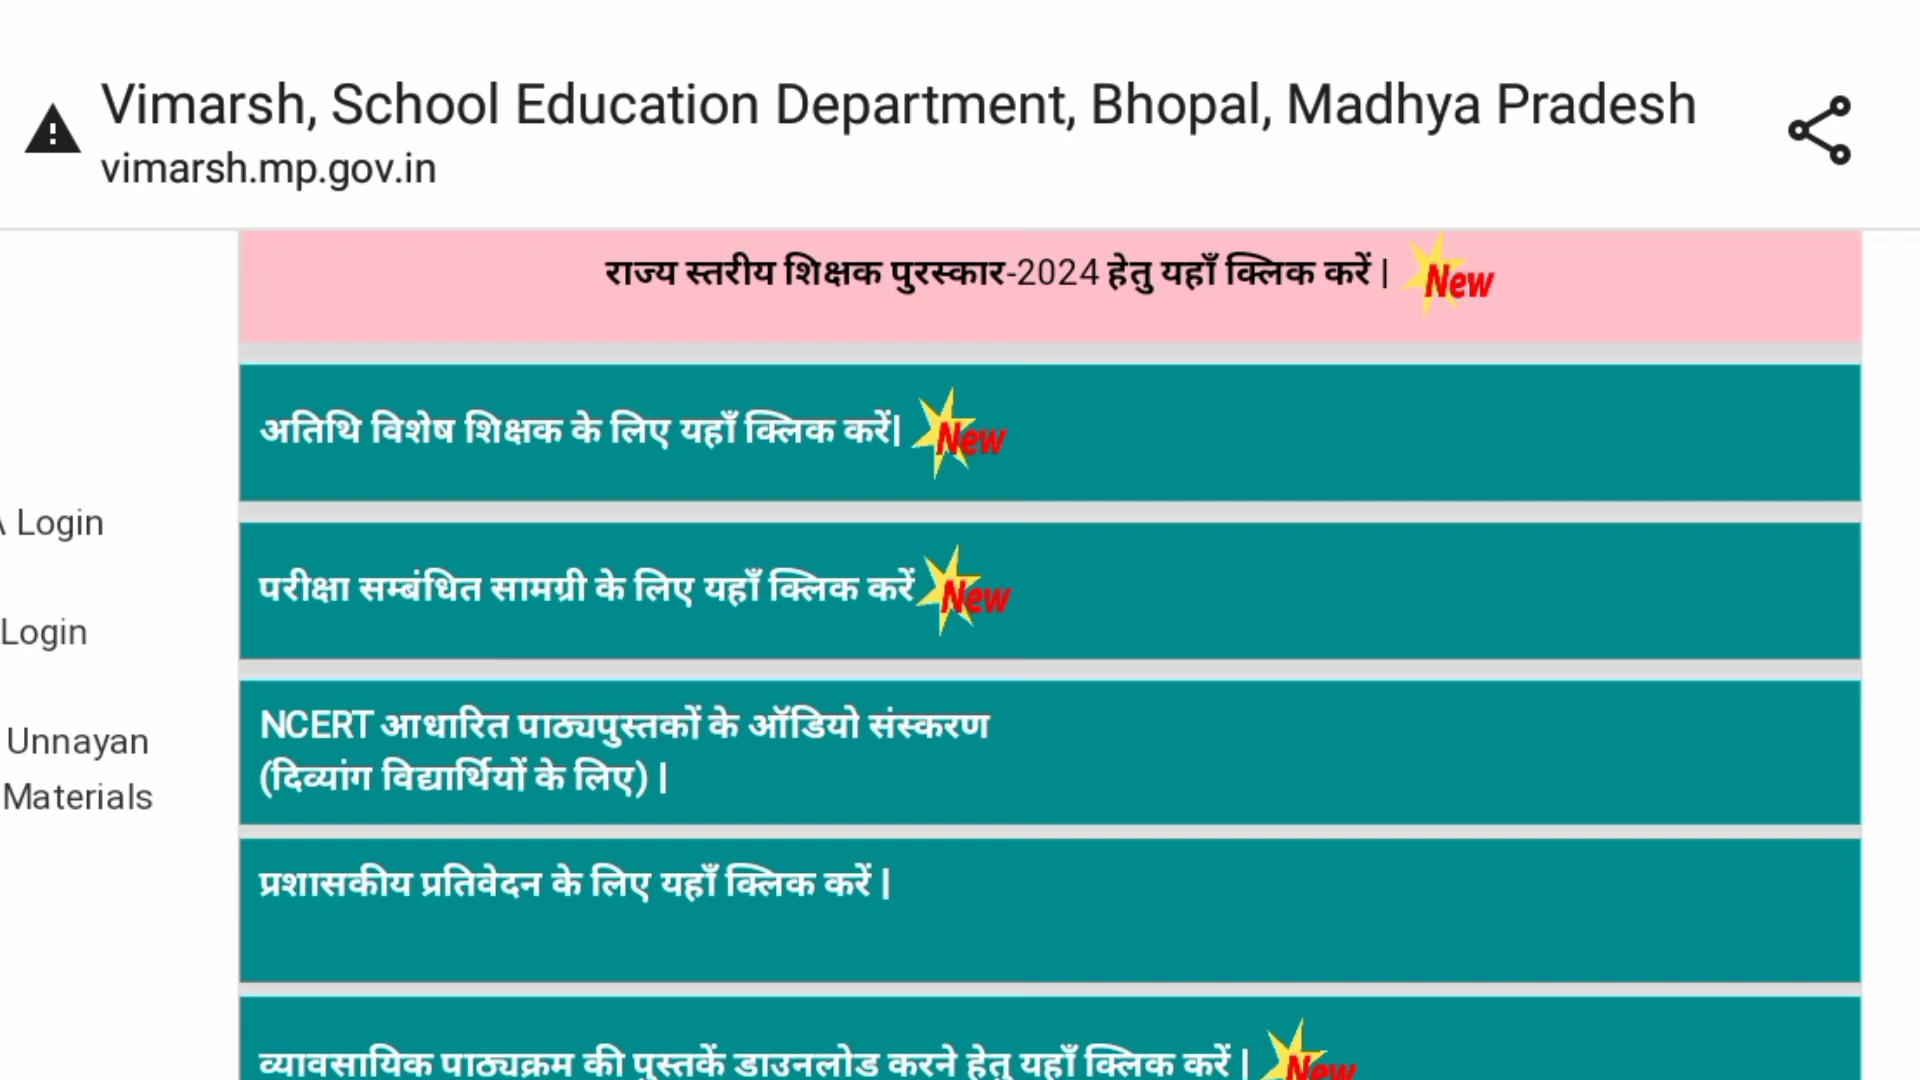 Vimarsh, School Education Department, Bhopal, Madhya Pradesh
vimarsh.mp.gov.in
राज्य स्तरीय शिक्षक पुरस्कार-2024 हेतु यहाँ क्लिक करें | New
अतिथि विशेष शिक्षक के लिए यहाँ क्लिक करें| New
Login
परीक्षा सम्बंधित सामग्री के लिए यहाँ क्लिक करें New
Login
NCERT आधारित पाठ्यपुस्तकों के ऑडियो संस्करण
(दिव्यांग विद्यार्थियों के लिए) |
Unnayan
Materials
प्रशासकीय प्रतिवेदन के लिए यहाँ क्लिक करें |
व्यावसायिक पाठ्यक्रम की पुस्तकें डाउनलोड करने हेतु यहाँ क्लिक करें | New